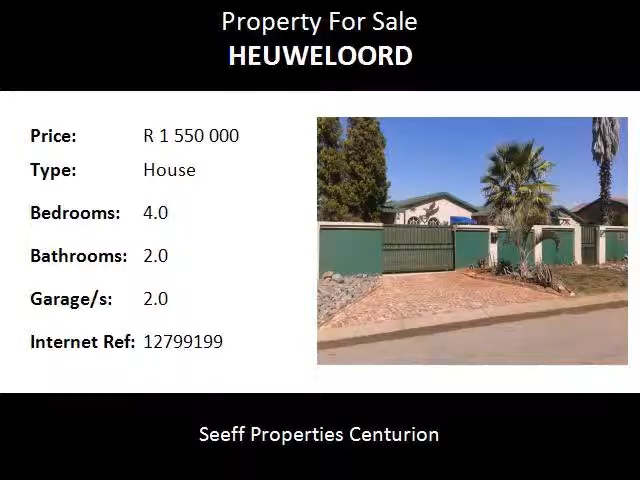 Property For Sale
HEUWELOORD
Price: R 1 550 000
Type: House
Bedrooms: 4.0
Bathrooms: 2.0
Garage/s: 2.0
Internet Ref: 12799199
Seeff Properties Centurion